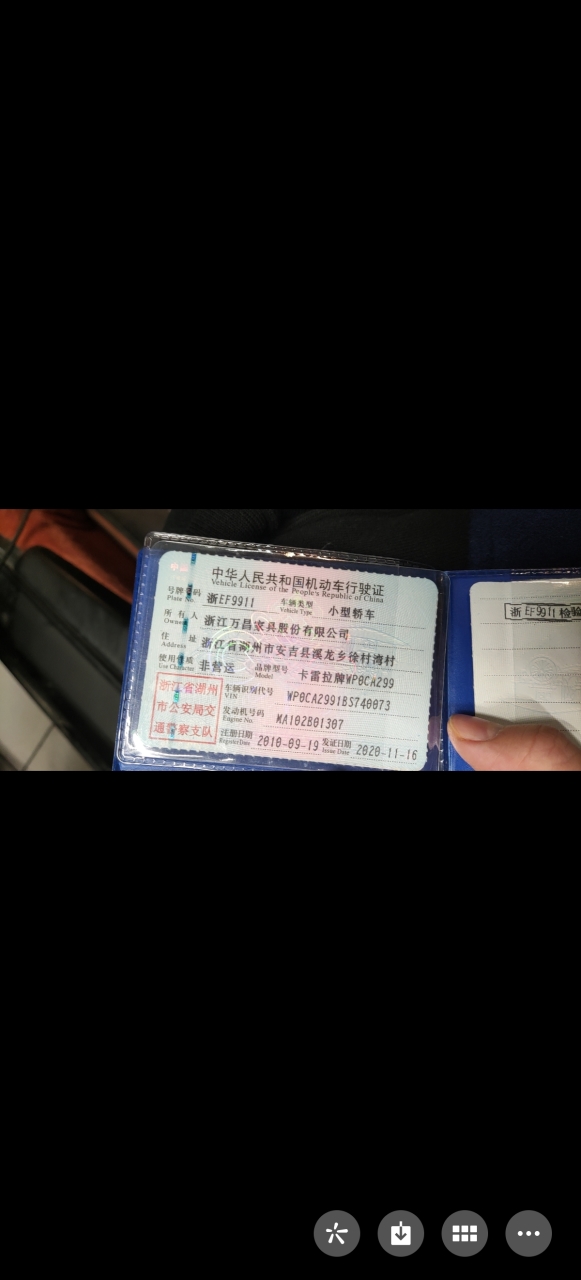 中华人民共和国机动车行驶证
Vehicle License of the People's Republic of China
号牌号码 浙EF9911 车辆类型 小型轿车
Plate No. Vehicle Type
所有人 浙江万昌家具股份有限公司
Owner
住址 浙江省湖州市安吉县溪龙乡徐村湾村
Address
使用性质 非营运 品牌型号 卡雷拉牌WP0CA299
Use Character Model
浙江省湖州
市公安局交
通警察支队
车辆识别代号 WP0CA2991BS740073
VIN
发动机号码 MA102B01307
Engine No.
注册日期 2010-09-19 发证日期 2020-11-16
Register Date Issue Date
浙EF9911检验